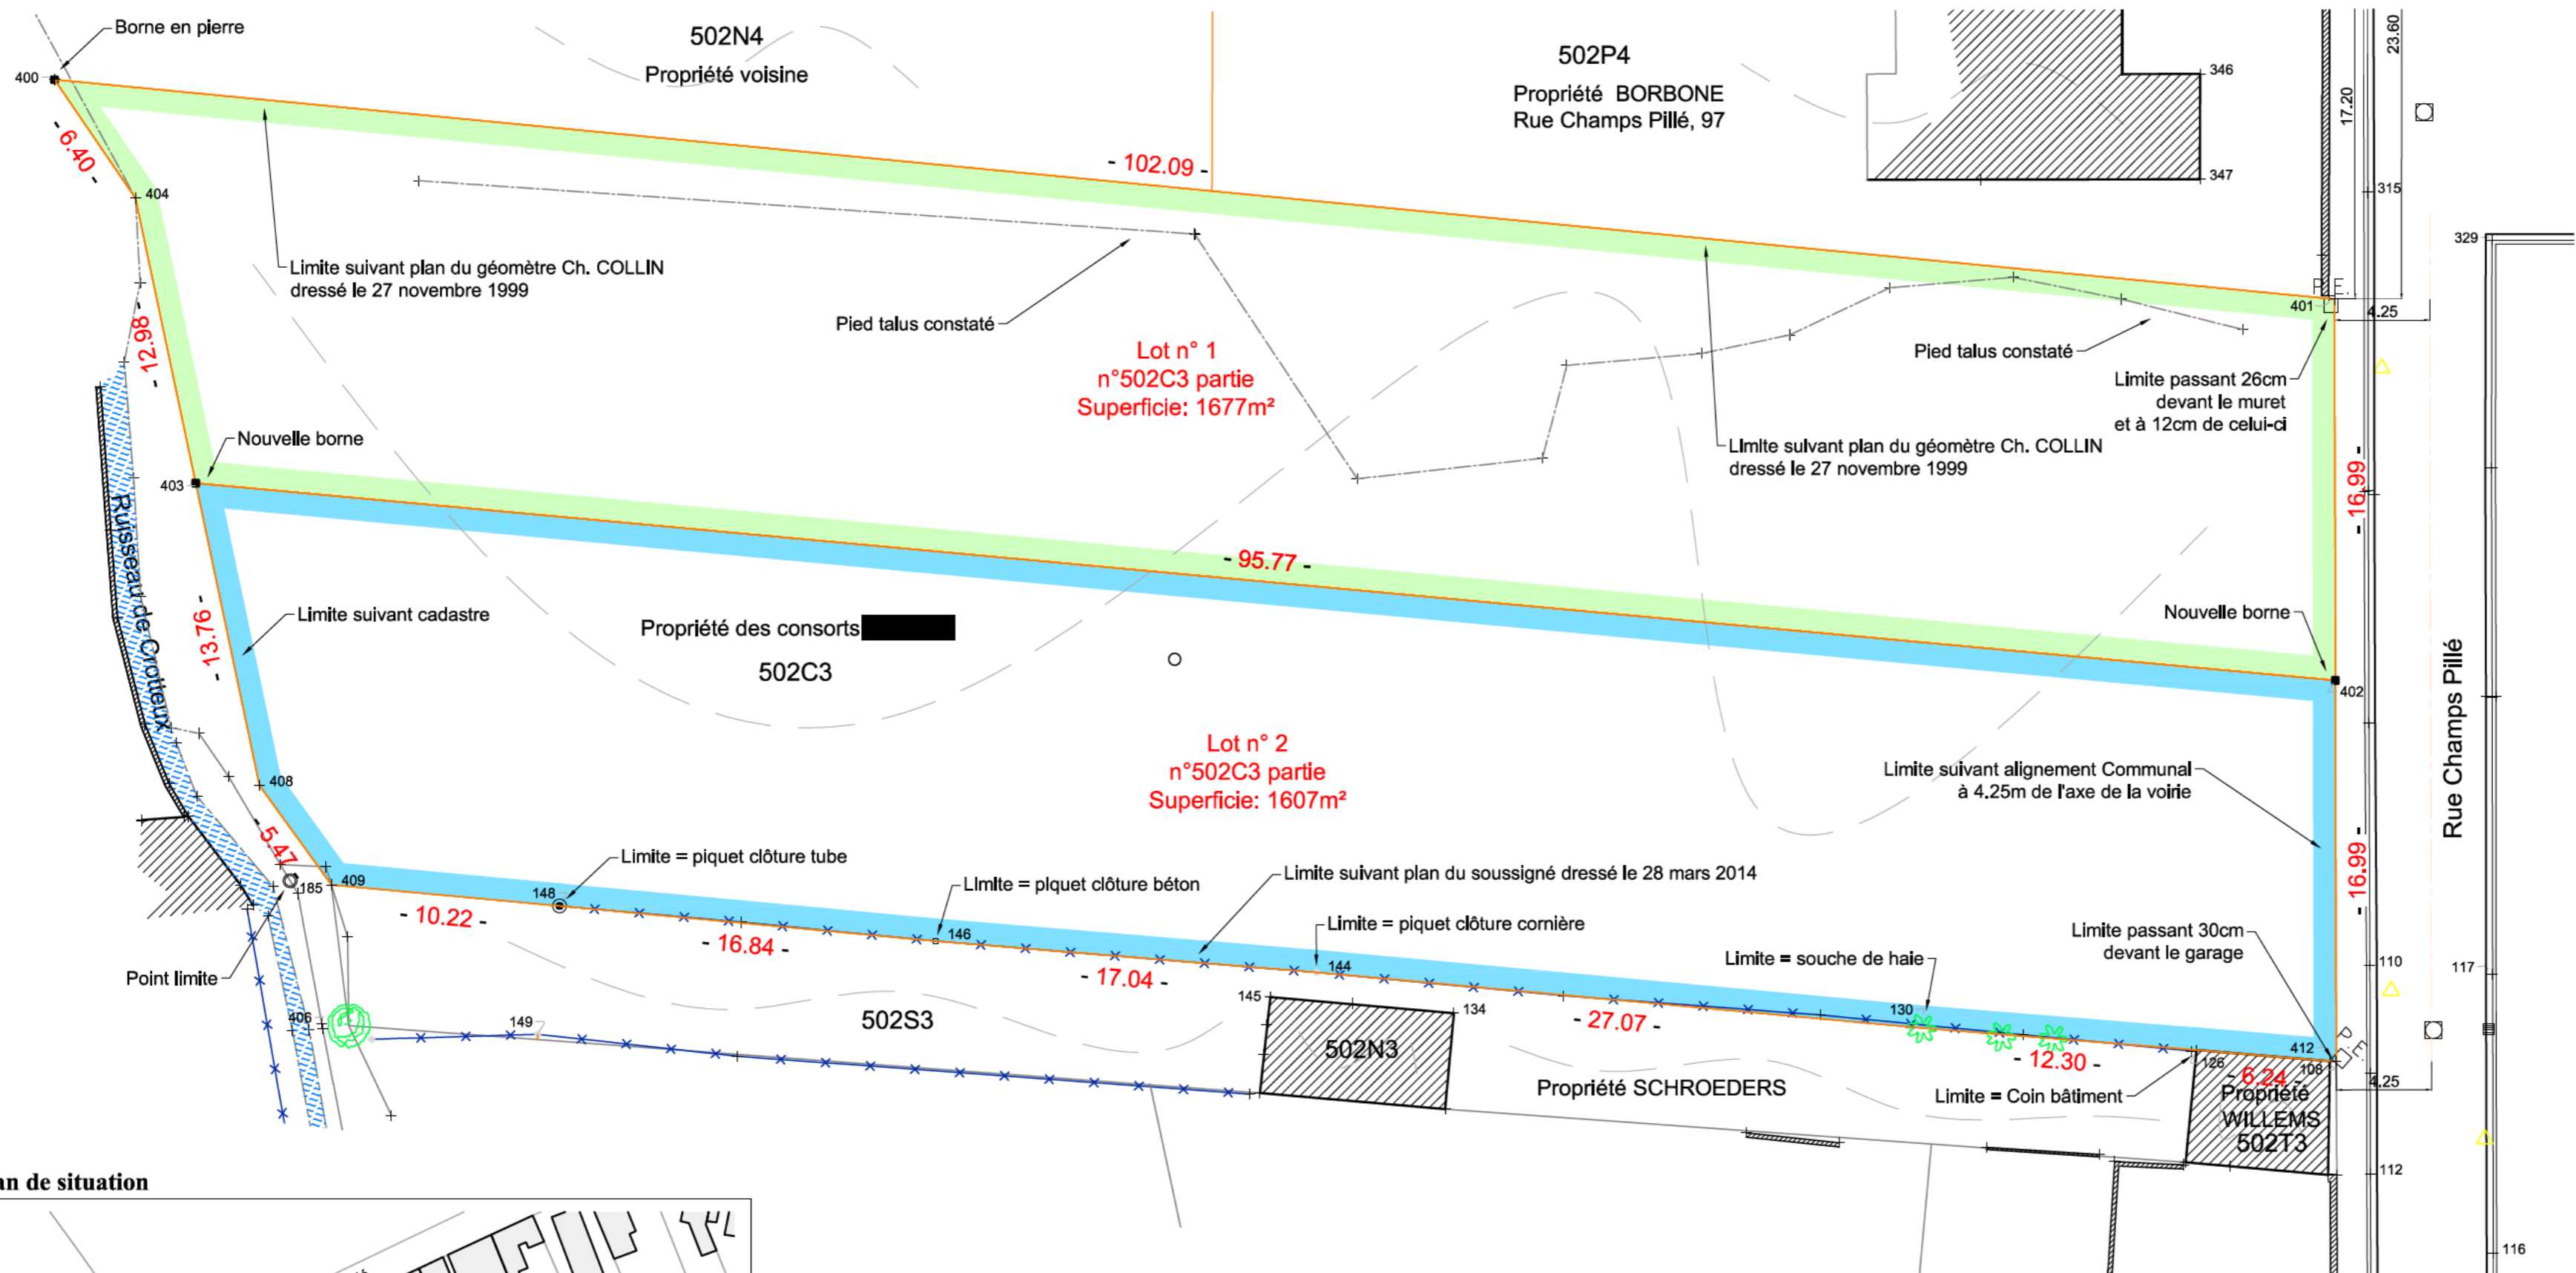 Borne en pierre
400
502N4
Propriété voisine
502P4
Propriété BORBONE
Rue Champs Pillé, 97
346
347
23.60
17.20
315
329
- 6.40 -
404
- 102.09 -
Limite suivant plan du géomètre Ch. COLLIN
dressé le 27 novembre 1999
Pied talus constaté
P.E.
401
4.25
- 12.98 -
Lot n° 1
n°502C3 partie
Superficie: 1677m²
Pied talus constaté
Limite passant 26cm
devant le muret
et à 12cm de celui-ci
Limite suivant plan du géomètre Ch. COLLIN
dressé le 27 novembre 1999
Nouvelle borne
403
- 16.99 -
Ruisseau de Crotteux
- 95.77 -
Limite suivant cadastre
- 13.76 -
Propriété des consorts
502C3
Nouvelle borne
402
Rue Champs Pillé
Lot n° 2
n°502C3 partie
Superficie: 1607m²
Limite suivant alignement Communal
à 4.25m de l'axe de la voirie
408
- 5.47
Limite = piquet clôture tube
Limite = piquet clôture béton
Limite suivant plan du soussigné dressé le 28 mars 2014
- 16.99 -
409
185
148
- 10.22 -
146
- 16.84 -
Limite = piquet clôture cornière
144
Limite = souche de haie
Limite passant 30cm
devant le garage
110
117
Point limite
- 17.04 -
145
134
130
- 27.07 -
406
149
502S3
502N3
Propriété SCHROEDERS
- 12.30 -
412
P.E.
126
108
- 6.24 -
4.25
Limite = Coin bâtiment
Propriété
WILLEMS
502T3
112
116
an de situation